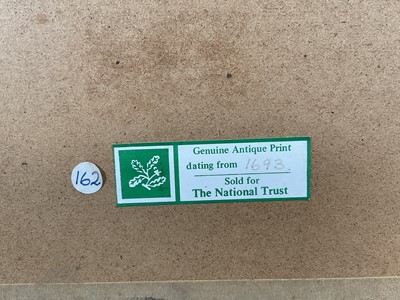 162
Genuine Antique Print
dating from 1693
Sold for
The National Trust